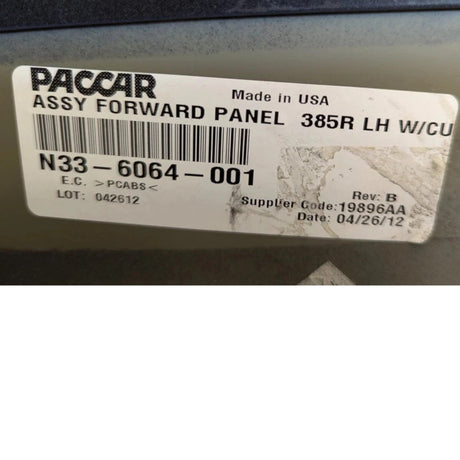 PACCAR
Made in USA
ASSY FORWARD PANEL 385R LH W/CU
N33-6064-001
E.C. >PCABS<
Rev: B
LOT: 042612
Supplier Code: 19896AA
Date: 04/26/12